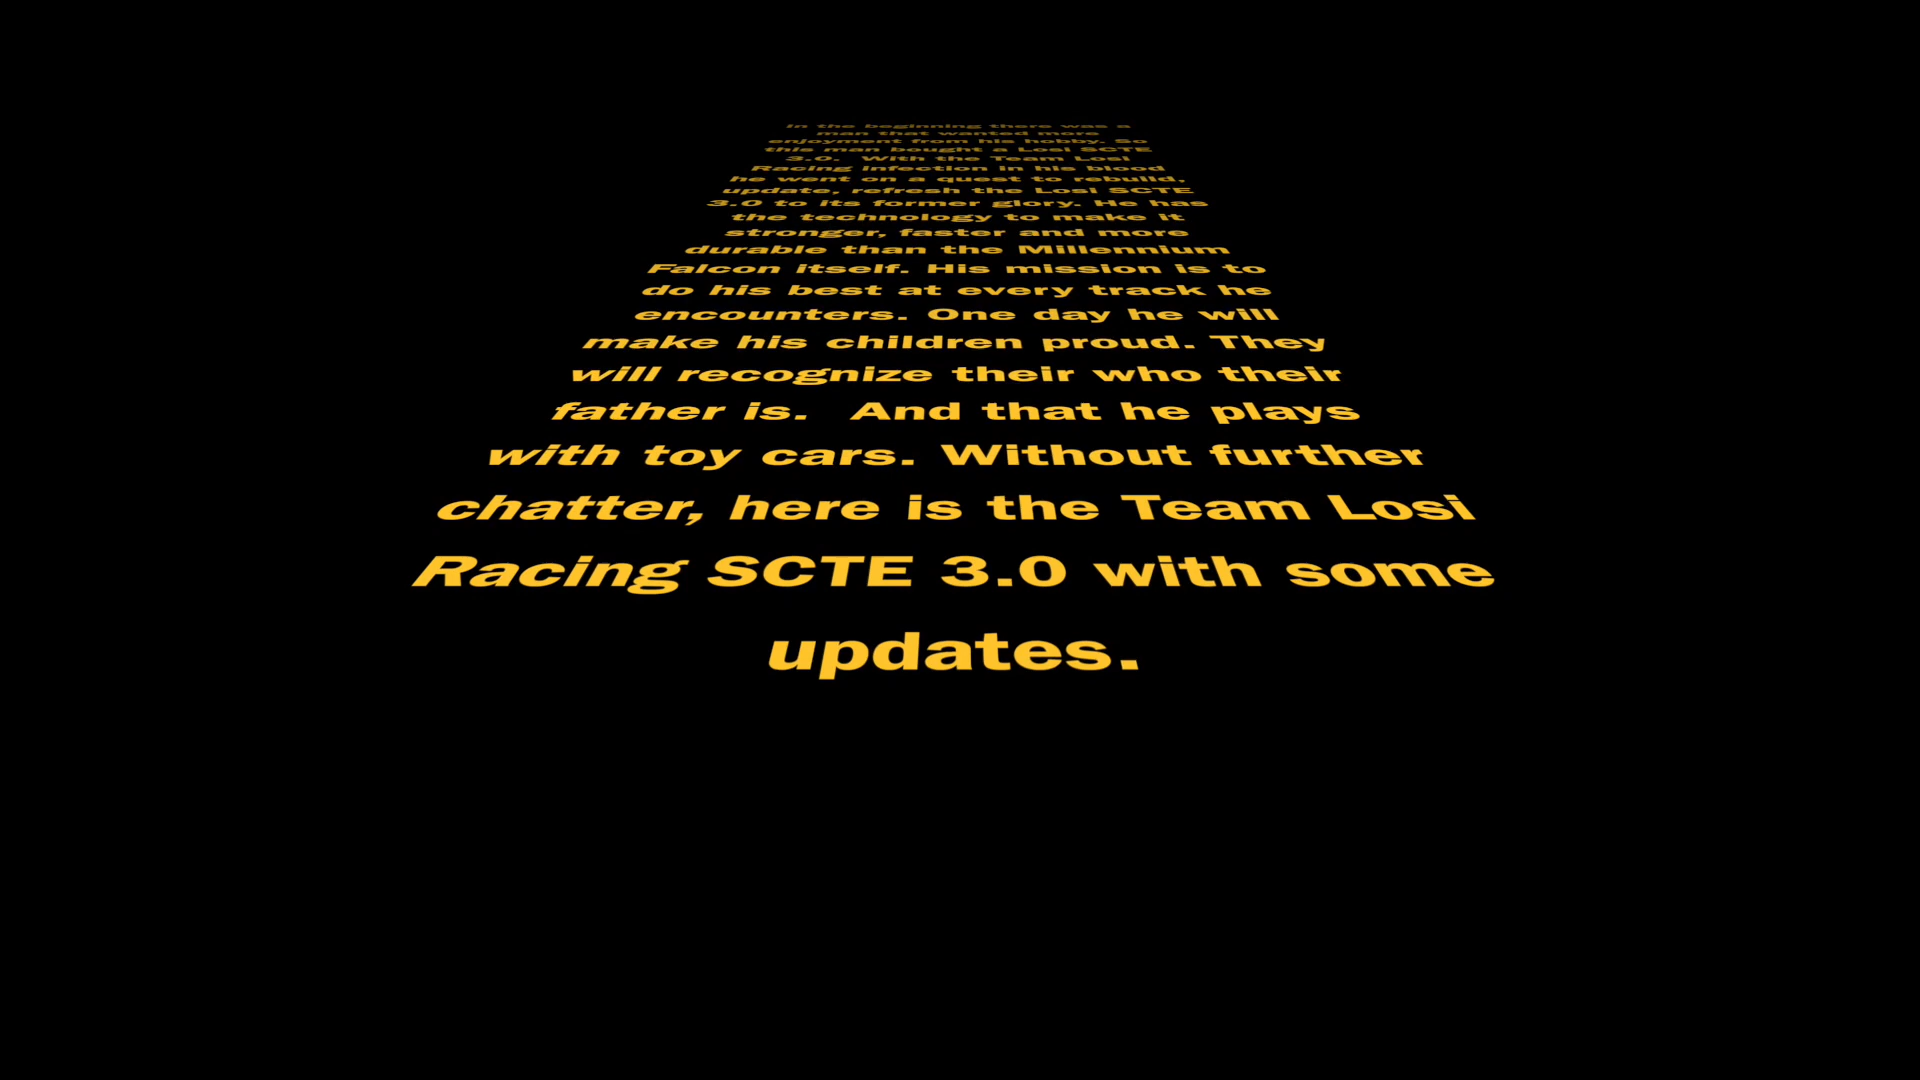 In the beginning there was a
man that wanted more
enjoyment from his hobby. So
this man bought a Losi SCTE
3.0.  With the Team Losi
Racing infection in his blood
he went on a quest to rebuild,
update, refresh the Losi SCTE
3.0 to its former glory. He has
the technology to make it
stronger, faster and more
durable than the Millennium
Falcon itself. His mission is to
do his best at every track he
encounters. One day he will
make his children proud. They
will recognize their who their
father is.  And that he plays
with toy cars. Without further
chatter, here is the Team Losi
Racing SCTE 3.0 with some
updates.